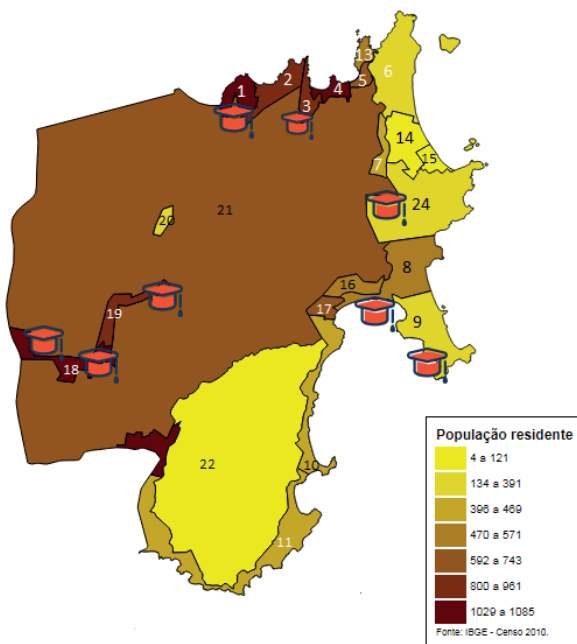 13
6
2
1
4
5
3
14
15
7
24
20
21
8
16
19
17
9
18
22
10
11
População residente
4 a 121
134 a 391
396 a 469
470 a 571
592 a 743
800 a 961
1029 a 1085
Fonte: IBGE - Censo 2010.